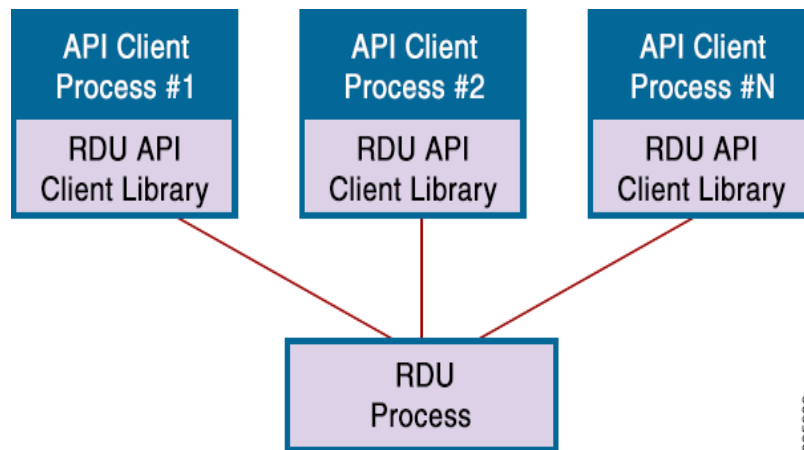 API Client
Process #1
RDU API
Client Library
API Client
Process #2
RDU API
Client Library
API Client
Process #N
RDU API
Client Library
RDU
Process